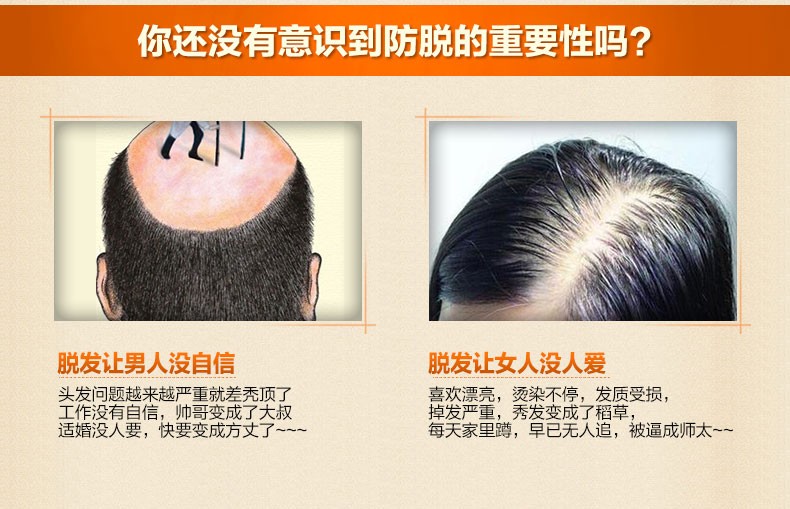 你还没有意识到防脱的重要性吗?
脱发让男人没自信
头发问题越来越严重就差秃顶了
工作没有自信，帅哥变成了大叔
适婚没人要，快要变成方丈了~~~
脱发让女人没人爱
喜欢漂亮，烫染不停，发质受损，
掉发严重，秀发变成了稻草，
每天家里蹲，早已无人追，被逼成师太~~